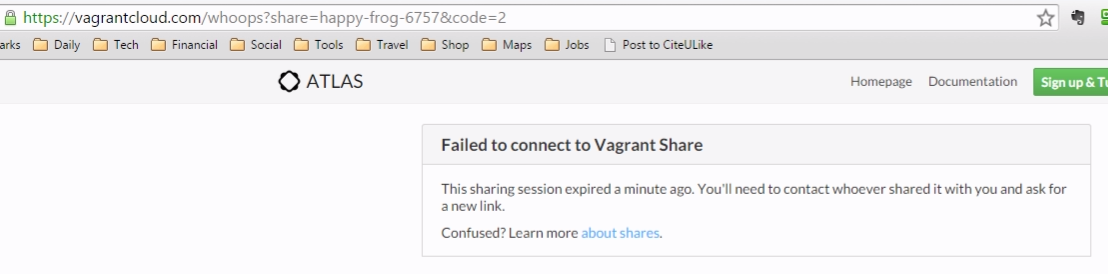 https://vagrantcloud.com/whoops?share=happy-frog-6757&code=2
arks Daily Tech Financial Social Tools Travel Shop Maps Jobs Post to CiteULike
ATLAS Homepage Documentation Sign up & Tu
Failed to connect to Vagrant Share
This sharing session expired a minute ago. You'll need to contact whoever shared it with you and ask for
a new link.
Confused? Learn more about shares.